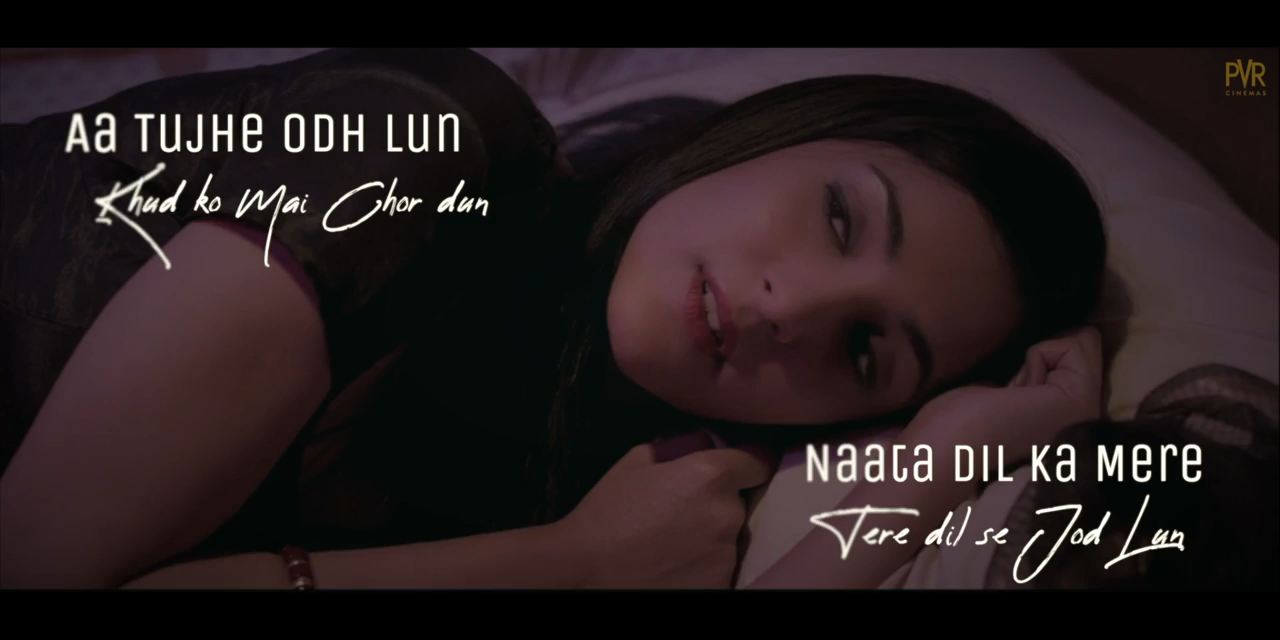 Aa Tujhe Odh Lun
Khud ko Mai Chor dun
PVR
CINEMAS
Naata Dil Ka Mere
Tere dil se Jod Lun